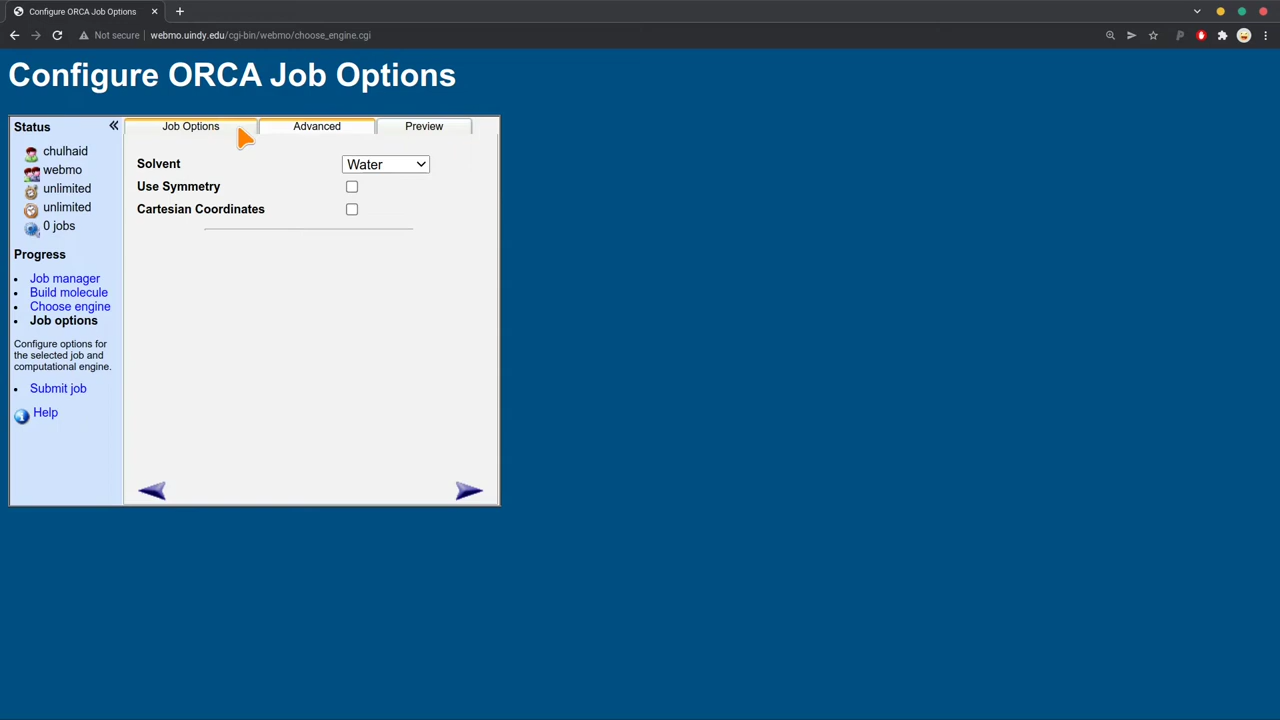 Configure ORCA Job Options
Not secure webmo.uindy.edu/cgi-bin/webmo/choose_engine.cgi
Configure ORCA Job Options
Status
chulhaid
webmo
unlimited
unlimited
0 jobs
Progress
Job manager
Build molecule
Choose engine
Job options
Configure options for
the selected job and
computational engine.
Submit job
Help
Job Options Advanced Preview
Solvent Water
Use Symmetry
Cartesian Coordinates